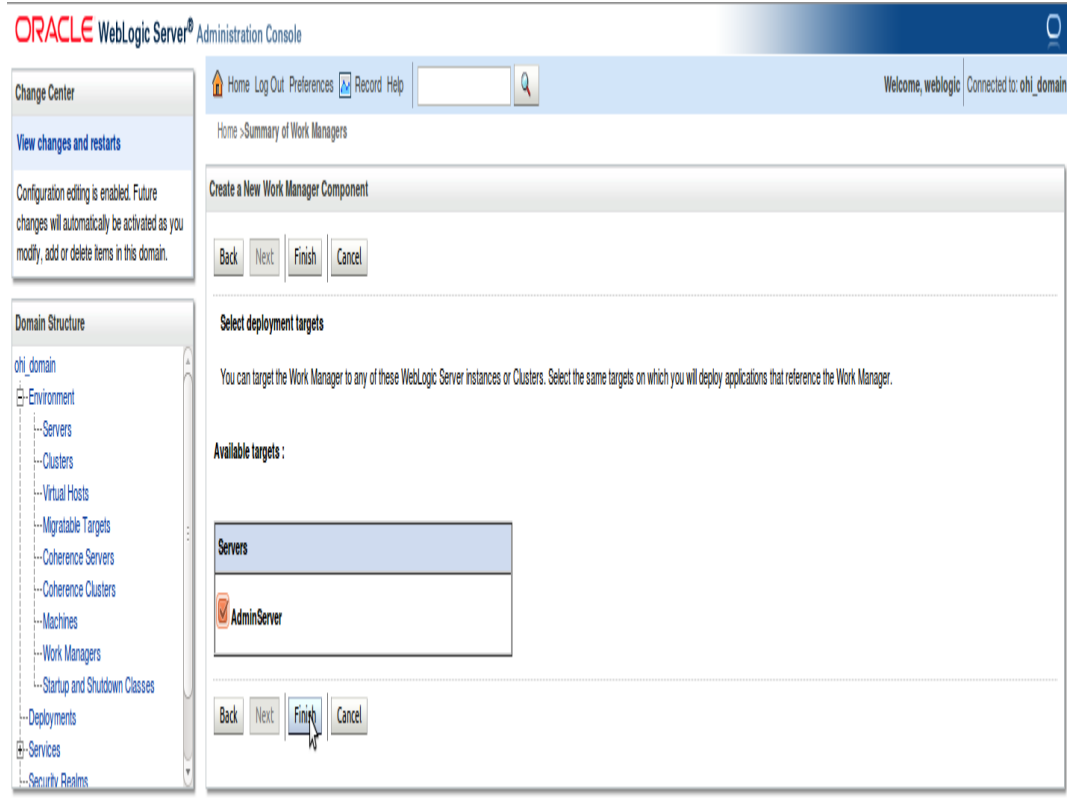 ORACLE WebLogic Server® Administration Console
Change Center
View changes and restarts
Configuration editing is enabled. Future
changes will automatically be activated as you
modify, add or delete items in this domain.
Domain Structure
ohi_domain
Environment
Servers
Clusters
Virtual Hosts
Migratable Targets
Coherence Servers
Coherence Clusters
Machines
Work Managers
Startup and Shutdown Classes
Deployments
Services
Security Realms
Home Log Out Preferences Record Help
Welcome, weblogic Connected to: ohi_domain
Home >Summary of Work Managers
Create a New Work Manager Component
Back Next Finish Cancel
Select deployment targets
You can target the Work Manager to any of these WebLogic Server instances or Clusters. Select the same targets on which you will deploy applications that reference the Work Manager.
Available targets :
Servers
AdminServer
Back Next Finish Cancel